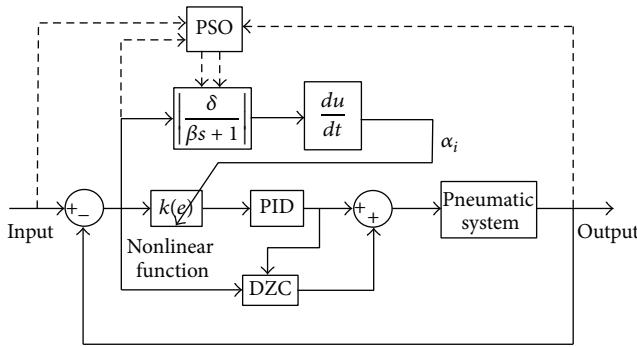 PSO
|δ / (βs + 1)|
du / dt
α_i
+
−
k(e)
PID
+
+
Pneumatic
system
Input
Output
Nonlinear
function
DZC